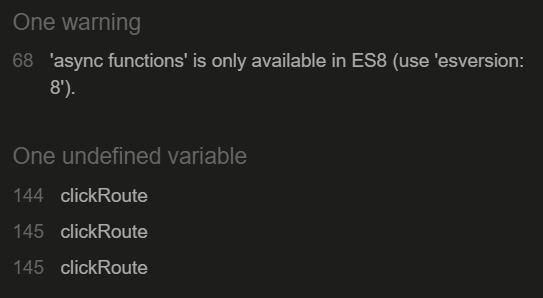 One warning
68 'async functions' is only available in ES8 (use 'esversion:
8').
One undefined variable
144 clickRoute
145 clickRoute
145 clickRoute